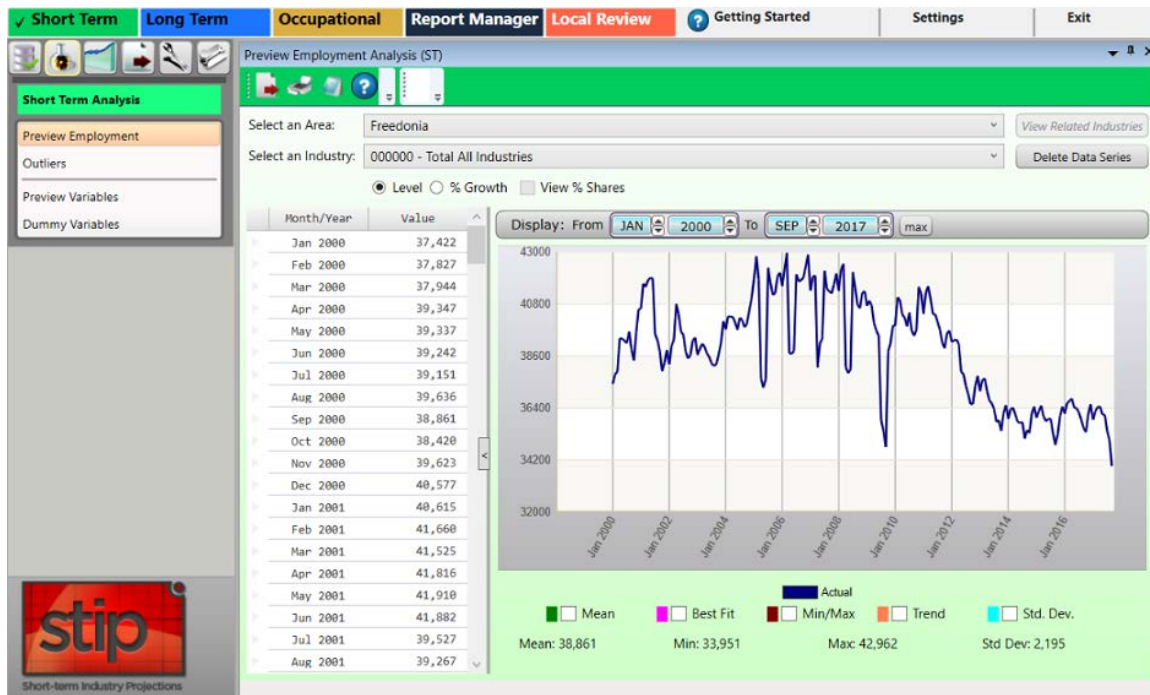 ✓ Short Term Long Term Occupational Report Manager Local Review ? Getting Started Settings Exit
Preview Employment Analysis (ST)
Short Term Analysis
Preview Employment
Outliers
Preview Variables
Dummy Variables
Select an Area: Freedonia View Related Industries
Select an Industry: 000000 - Total All Industries Delete Data Series
Level % Growth View % Shares
Month/Year Value
Jan 2000 37,422
Feb 2000 37,827
Mar 2000 37,944
Apr 2000 39,347
May 2000 39,337
Jun 2000 39,242
Jul 2000 39,151
Aug 2000 39,636
Sep 2000 38,861
Oct 2000 38,420
Nov 2000 39,623
Dec 2000 40,577
Jan 2001 40,615
Feb 2001 41,660
Mar 2001 41,525
Apr 2001 41,816
May 2001 41,910
Jun 2001 41,882
Jul 2001 39,527
Aug 2001 39,267
<
Display: From JAN 2000 To SEP 2017 max
43000
40800
38600
36400
34200
32000
Jan 2000 Jan 2002 Jan 2004 Jan 2006 Jan 2008 Jan 2010 Jan 2012 Jan 2014 Jan 2016
Actual
Mean Best Fit Min/Max Trend Std. Dev.
Mean: 38,861 Min: 33,951 Max: 42,962 Std Dev: 2,195
stip
Short-term Industry Projections